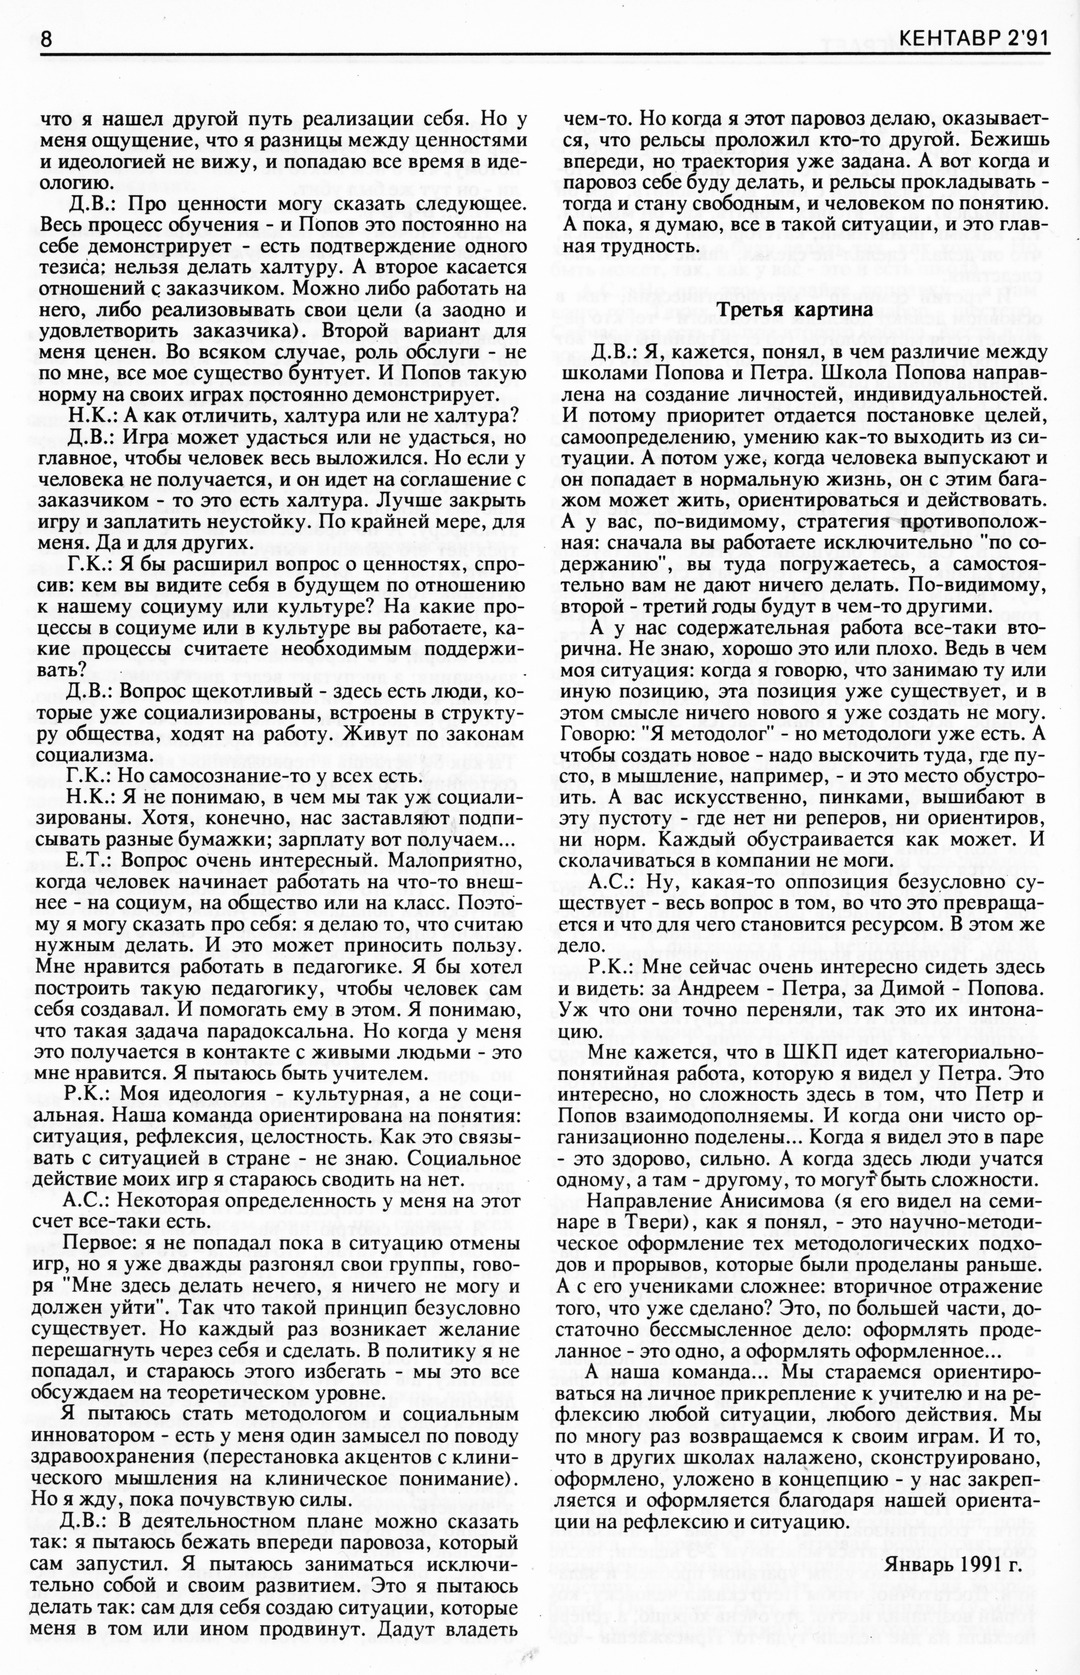 8
КЕНТАВР 2'91
что я нашел другой путь реализации себя. Но у
меня ощущение, что я разницы между ценностями
и идеологией не вижу, и попадаю все время в иде-
ологию.
Д.В.: Про ценности могу сказать следующее.
Весь процесс обучения - и Попов это постоянно на
себе демонстрирует - есть подтверждение одного
тезиса: нельзя делать халтуру. А второе касается
отношений с заказчиком. Можно либо работать на
него, либо реализовывать свои цели (а заодно и
удовлетворить заказчика). Второй вариант для
меня ценен. Во всяком случае, роль обслуги - не
по мне, все мое существо бунтует. И Попов такую
норму на своих играх постоянно демонстрирует.
Н.К.: А как отличить, халтура или не халтура?
Д.В.: Игра может удасться или не удасться, но
главное, чтобы человек весь выложился. Но если у
человека не получается, и он идет на соглашение с
заказчиком - то это есть халтура. Лучше закрыть
игру и заплатить неустойку. По крайней мере, для
меня. Да и для других.
Г.К.: Я бы расширил вопрос о ценностях, спро-
сив: кем вы видите себя в будущем по отношению
к нашему социуму или культуре? На какие про-
цессы в социуме или в культуре вы работаете, ка-
кие процессы считаете необходимым поддержи-
вать?
Д.В.: Вопрос щекотливый - здесь есть люди, ко-
торые уже социализированы, встроены в структу-
ру общества, ходят на работу. Живут по законам
социализма.
Г.К.: Но самосознание-то у всех есть.
Н.К.: Я не понимаю, в чем мы так уж социали-
зированы. Хотя, конечно, нас заставляют подпи-
сывать разные бумажки; зарплату вот получаем...
Е.Т.: Вопрос очень интересный. Малоприятно,
когда человек начинает работать на что-то внеш-
нее - на социум, на общество или на класс. Поэто-
му я могу сказать про себя: я делаю то, что считаю
нужным делать. И это может приносить пользу.
Мне нравится работать в педагогике. Я бы хотел
построить такую педагогику, чтобы человек сам
себя создавал. И помогать ему в этом. Я понимаю,
что такая задача парадоксальна. Но когда у меня
это получается в контакте с живыми людьми - это
мне нравится. Я пытаюсь быть учителем.
Р.К.: Моя идеология - культурная, а не соци-
альная. Наша команда ориентирована на понятия:
ситуация, рефлексия, целостность. Как это связы-
вать с ситуацией в стране - не знаю. Социальное
действие моих игр я стараюсь сводить на нет.
А.С.: Некоторая определенность у меня на этот
счет все-таки есть.
Первое: я не попадал пока в ситуацию отмены
игр, но я уже дважды разгонял свои группы, гово-
ря "Мне здесь делать нечего, я ничего не могу и
должен уйти". Так что такой принцип безусловно
существует. Но каждый раз возникает желание
перешагнуть через себя и сделать. В политику я не
попадал, и стараюсь этого избегать - мы это все
обсуждаем на теоретическом уровне.
Я пытаюсь стать методологом и социальным
инноватором - есть у меня один замысел по поводу
здравоохранения (перестановка акцентов с клини-
ческого мышления на клиническое понимание).
Но я жду, пока почувствую силы.
Д.В.: В деятельностном плане можно сказать
так: я пытаюсь бежать впереди паровоза, который
сам запустил. Я пытаюсь заниматься исключи-
тельно собой и своим развитием. Это я пытаюсь
делать так: сам для себя создаю ситуации, которые
меня в том или ином продвинут. Дадут владеть
чем-то. Но когда я этот паровоз делаю, оказывает-
ся, что рельсы проложил кто-то другой. Бежишь
впереди, но траектория уже задана. А вот когда и
паровоз себе буду делать, и рельсы прокладывать -
тогда и стану свободным, и человеком по понятию.
А пока, я думаю, все в такой ситуации, и это глав-
ная трудность.
Третья картина
Д.В.: Я, кажется, понял, в чем различие между
школами Попова и Петра. Школа Попова направ-
лена на создание личностей, индивидуальностей.
И потому приоритет отдается постановке целей,
самоопределению, умению как-то выходить из си-
туации. А потом уже, когда человека выпускают и
он попадает в нормальную жизнь, он с этим бага-
жом может жить, ориентироваться и действовать.
А у вас, по-видимому, стратегия противополож-
ная: сначала вы работаете исключительно "по со-
держанию", вы туда погружаетесь, а самостоя-
тельно вам не дают ничего делать. По-видимому,
второй - третий годы будут в чем-то другими.
А у нас содержательная работа все-таки вто-
рична. Не знаю, хорошо это или плохо. Ведь в чем
моя ситуация: когда я говорю, что занимаю ту или
иную позицию, эта позиция уже существует, и в
этом смысле ничего нового я уже создать не могу.
Говорю: "Я методолог" - но методологи уже есть. А
чтобы создать новое - надо выскочить туда, где пу-
сто, в мышление, например, - и это место обустро-
ить. А вас искусственно, пинками, вышибают в
эту пустоту - где нет ни реперов, ни ориентиров,
ни норм. Каждый обустраивается как может. И
сколачиваться в компании не моги.
А.С.: Ну, какая-то оппозиция безусловно су-
ществует - весь вопрос в том, во что это превраща-
ется и что для чего становится ресурсом. В этом же
дело.
Р.К.: Мне сейчас очень интересно сидеть здесь
и видеть: за Андреем - Петра, за Димой - Попова.
Уж что они точно переняли, так это их интона-
цию.
Мне кажется, что в ШКП идет категориально-
понятийная работа, которую я видел у Петра. Это
интересно, но сложность здесь в том, что Петр и
Попов взаимодополняемы. И когда они чисто ор-
ганизационно поделены... Когда я видел это в паре
- это здорово, сильно. А когда здесь люди учатся
одному, а там - другому, то могут быть сложности.
Направление Анисимова (я его видел на семи-
наре в Твери), как я понял, - это научно-методи-
ческое оформление тех методологических подхо-
дов и прорывов, которые были проделаны раньше.
А с его учениками сложнее: вторичное отражение
того, что уже сделано? Это, по большей части, до-
статочно бессмысленное дело: оформлять проде-
ланное - это одно, а оформлять оформленное...
А наша команда... Мы стараемся ориентиро-
ваться на личное прикрепление к учителю и на ре-
флексию любой ситуации, любого действия. Мы
по многу раз возвращаемся к своим играм. И то,
что в других школах налажено, сконструировано,
оформлено, уложено в концепцию - у нас закреп-
ляется и оформляется благодаря нашей ориента-
ции на рефлексию и ситуацию.
Январь 1991 г.